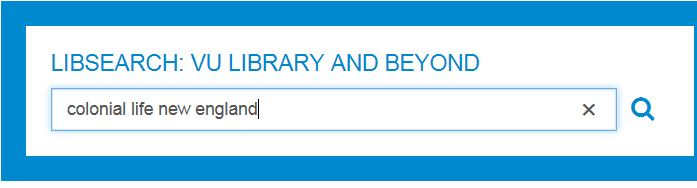 LIBSEARCH: VU LIBRARY AND BEYOND
colonial life new england